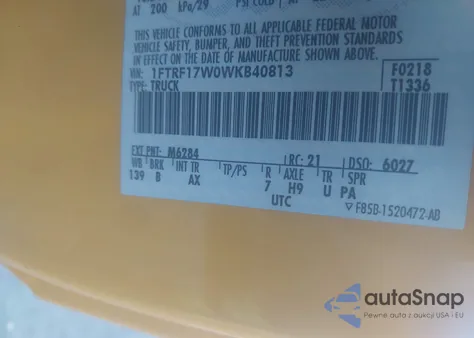 AT 200 kPa/29 PSI COLD AT
THIS VEHICLE CONFORMS TO ALL APPLICABLE FEDERAL MOTOR
VEHICLE SAFETY, BUMPER, AND THEFT PREVENTION STANDARDS
IN EFFECT ON THE DATE OF MANUFACTURE SHOWN ABOVE.
VIN: 1FTRF17W0WKB40813 F0218
TYPE: TRUCK T1336
EXT PNT: M6284 RC: 21 DSO: 6027
WB BRK INT TR TP/PS R AXLE TR SPR
139 B AX 7 H9 U PA
UTC
▽ F85B-1520472-AB
autoSnap
Pewne auto z aukcji USA i EU